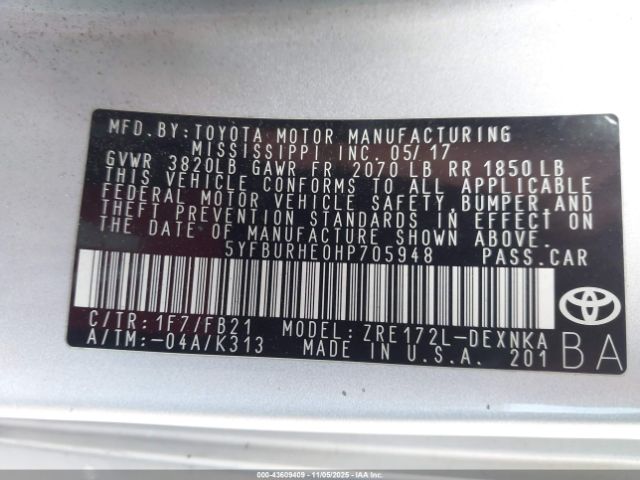 MFD. BY: TOYOTA MOTOR MANUFACTURING
MISSISSIPPI, INC. 05/17
GVWR 3820LB GAWR FR 2070 LB RR 1850 LB
THIS VEHICLE CONFORMS TO ALL APPLICABLE
FEDERAL MOTOR VEHICLE SAFETY, BUMPER, AND
THEFT PREVENTION STANDARDS IN EFFECT ON
THE DATE OF MANUFACTURE SHOWN ABOVE.
5YFBURHE0HP705948 PASS. CAR
C/TR: 1F7/FB21 MODEL: ZRE172L-DEXNKA
A/TM: -04A/K313 MADE IN U.S.A. 201
BA
000-43609409 - 11/05/2025 - IAAI.CA